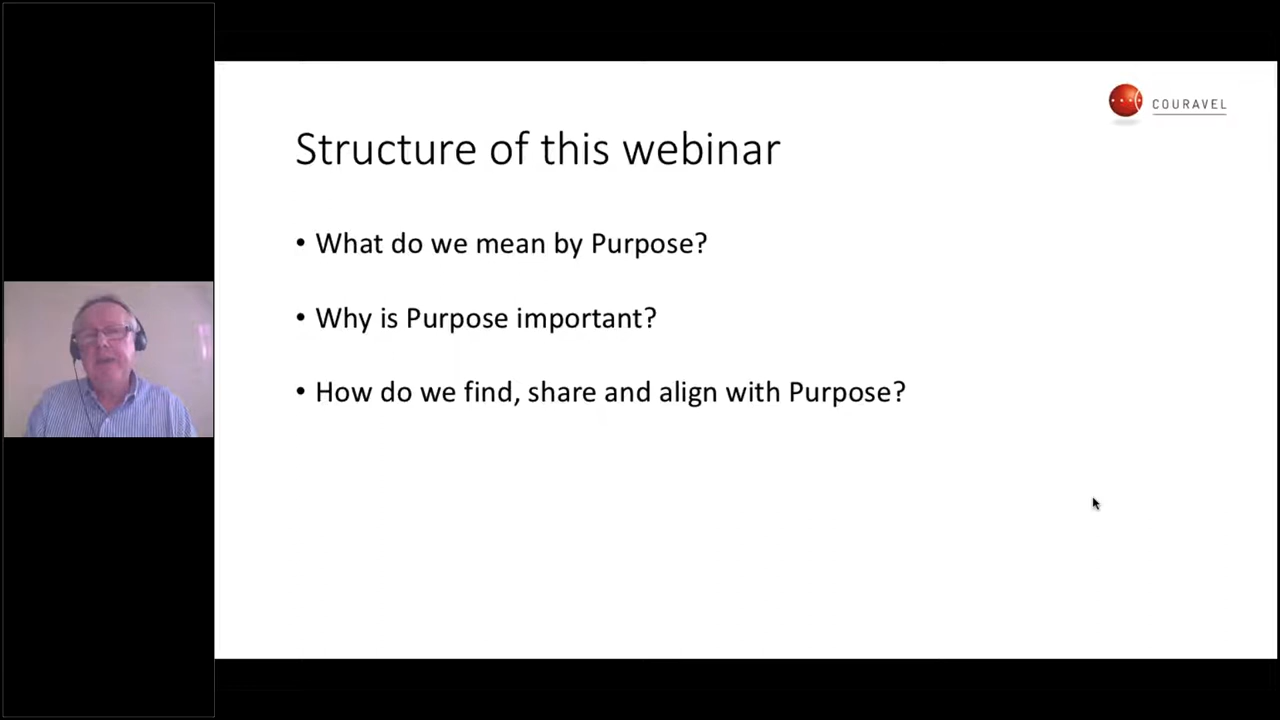 COURAVEL
Structure of this webinar
• What do we mean by Purpose?
• Why is Purpose important?
• How do we find, share and align with Purpose?